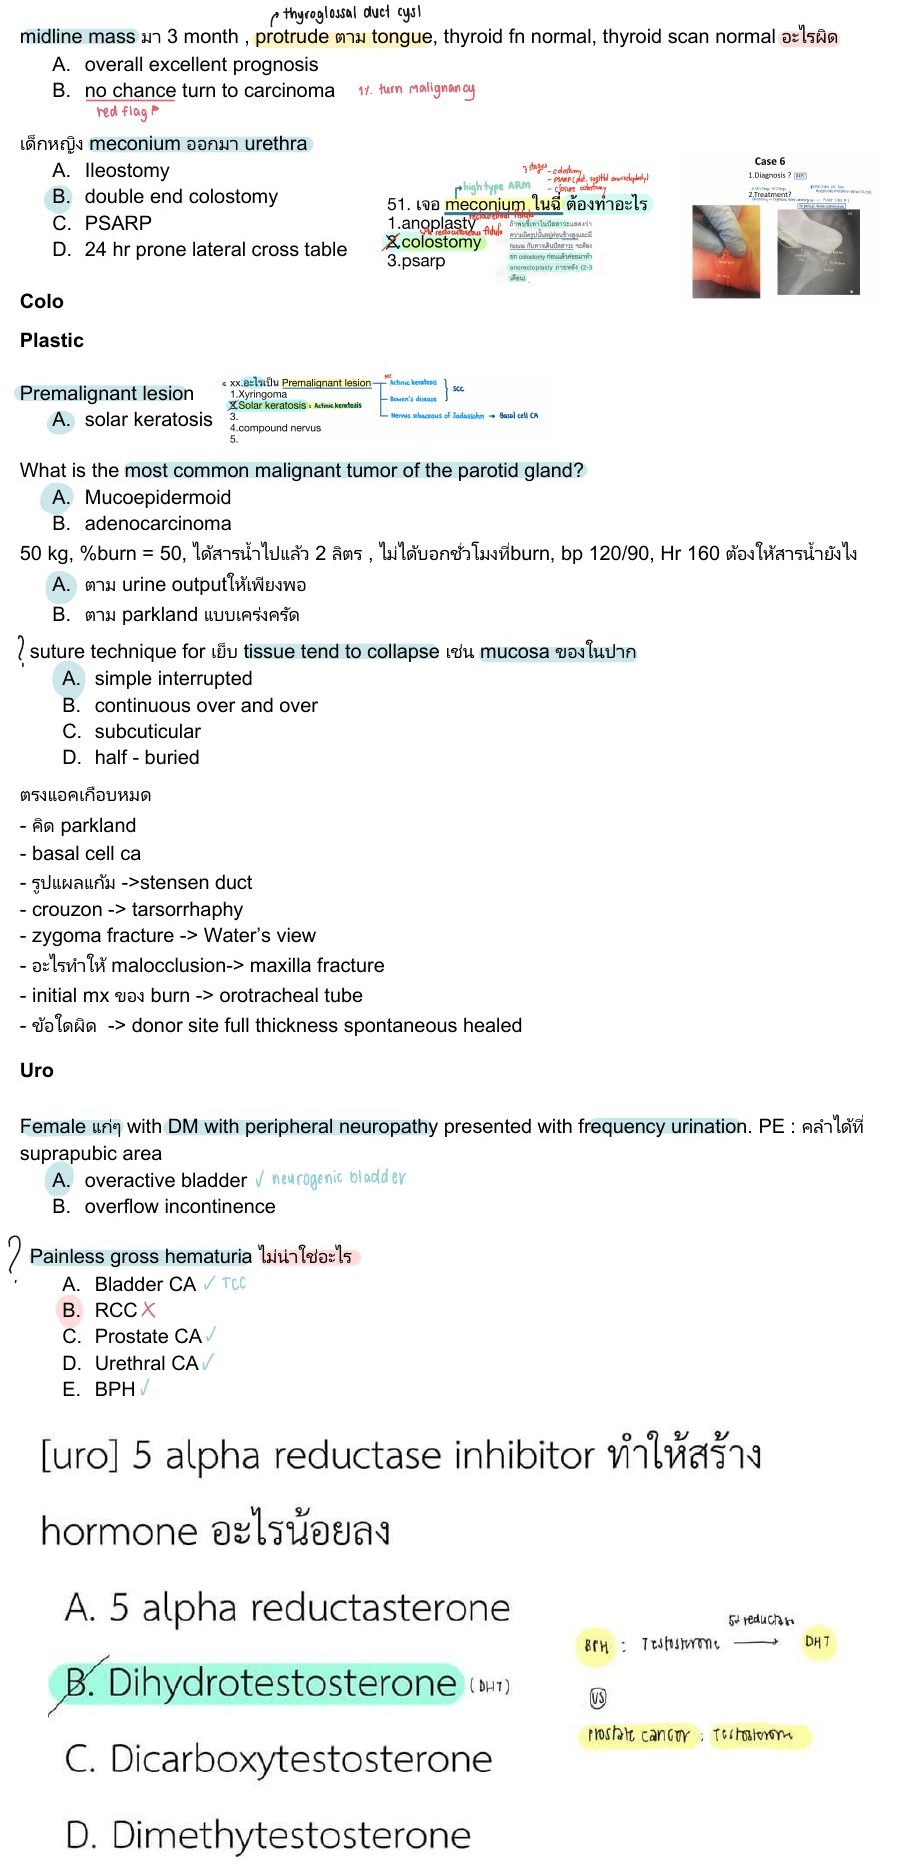 thyroglossal duct cyst
midline mass มา 3 month , protrude ตาม tongue, thyroid fn normal, thyroid scan normal อะไรผิด
A. overall excellent prognosis
B. no chance turn to carcinoma 1%. turn malignancy
red flag
เด็กหญิง meconium ออกมา urethra
A. Ileostomy
B. double end colostomy
C. PSARP
D. 24 hr prone lateral cross table
3 stages - colostomy
- closure colostomy
high type ARM
51. เจอ meconium ในฉี่ ต้องทำอะไร
1.anoplasty
2.colostomy
3.psarp
Case 6
1.Diagnosis ?
2.Treatment?
Colo
Plastic
Premalignant lesion
A. solar keratosis
xx.อะไรเป็น Premalignant lesion
1.Xyringoma
2.Solar keratosis : Actinic keratosis
3.
4.compound nervus
5.
Actinic keratosis
Bowen's disease
SCC
Nervus sebaceous of Jadassohn → Basal cell CA
What is the most common malignant tumor of the parotid gland?
A. Mucoepidermoid
B. adenocarcinoma
50 kg, %burn = 50, ได้สารน้ำไปแล้ว 2 ลิตร , ไม่ได้บอกชั่วโมงที่burn, bp 120/90, Hr 160 ต้องให้สารน้ำยังไง
A. ตาม urine outputให้เพียงพอ
B. ตาม parkland แบบเคร่งครัด
? suture technique for เย็บ tissue tend to collapse เช่น mucosa ของในปาก
A. simple interrupted
B. continuous over and over
C. subcuticular
D. half - buried
ตรงแอคเกือบหมด
- คิด parkland
- basal cell ca
- รูปแผลแก้ม ->stensen duct
- crouzon -> tarsorrhaphy
- zygoma fracture -> Water's view
- อะไรทำให้ malocclusion-> maxilla fracture
- initial mx ของ burn -> orotracheal tube
- ข้อใดผิด -> donor site full thickness spontaneous healed
Uro
Female แก่ๆ with DM with peripheral neuropathy presented with frequency urination. PE : คลำได้ที่
suprapubic area
A. overactive bladder ✓ neurogenic bladder
B. overflow incontinence
? Painless gross hematuria ไม่น่าใช่อะไร
A. Bladder CA ✓ TCC
B. RCC X
C. Prostate CA ✓
D. Urethral CA ✓
E. BPH ✓
[uro] 5 alpha reductase inhibitor ทำให้สร้าง
hormone อะไรน้อยลง
A. 5 alpha reductasterone
B. Dihydrotestosterone (DHT)
C. Dicarboxytestosterone
D. Dimethytestosterone
5α reductase
BPH : Testosterone → DHT
VS
Prostate cancer : Testosterone